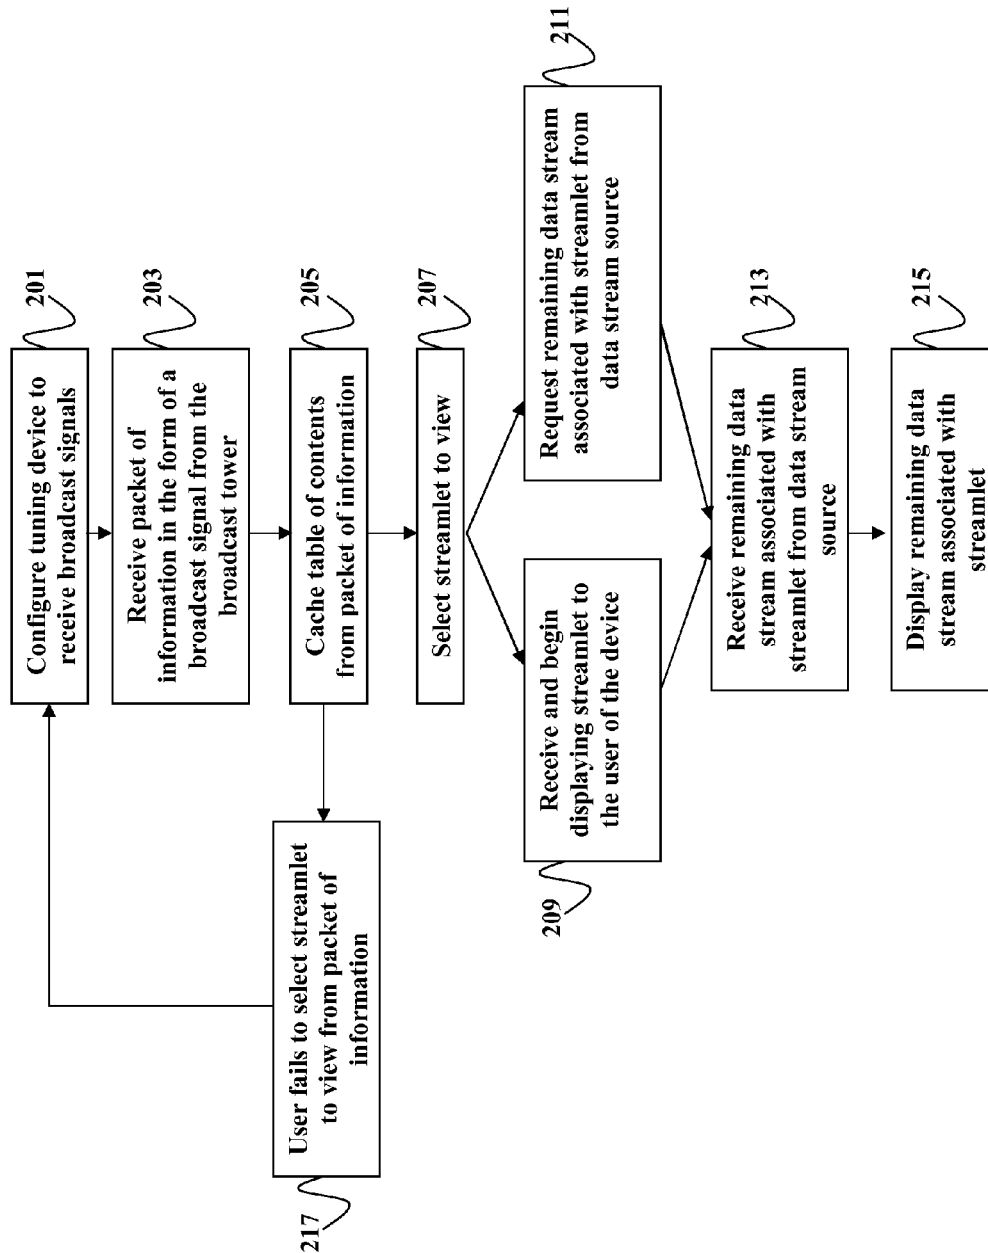 Configure tuning device to
receive broadcast signals
201
Receive packet of
information in the form of a
broadcast signal from the
broadcast tower
203
Cache table of contents
from packet of information
205
User fails to select streamlet
to view from packet of
information
217
Select streamlet to view
207
Receive and begin
displaying streamlet to
the user of the device
209
Request remaining data stream
associated with streamlet from
data stream source
211
Receive remaining data
stream associated with
streamlet from data stream
source
213
Display remaining data
stream associated with
streamlet
215